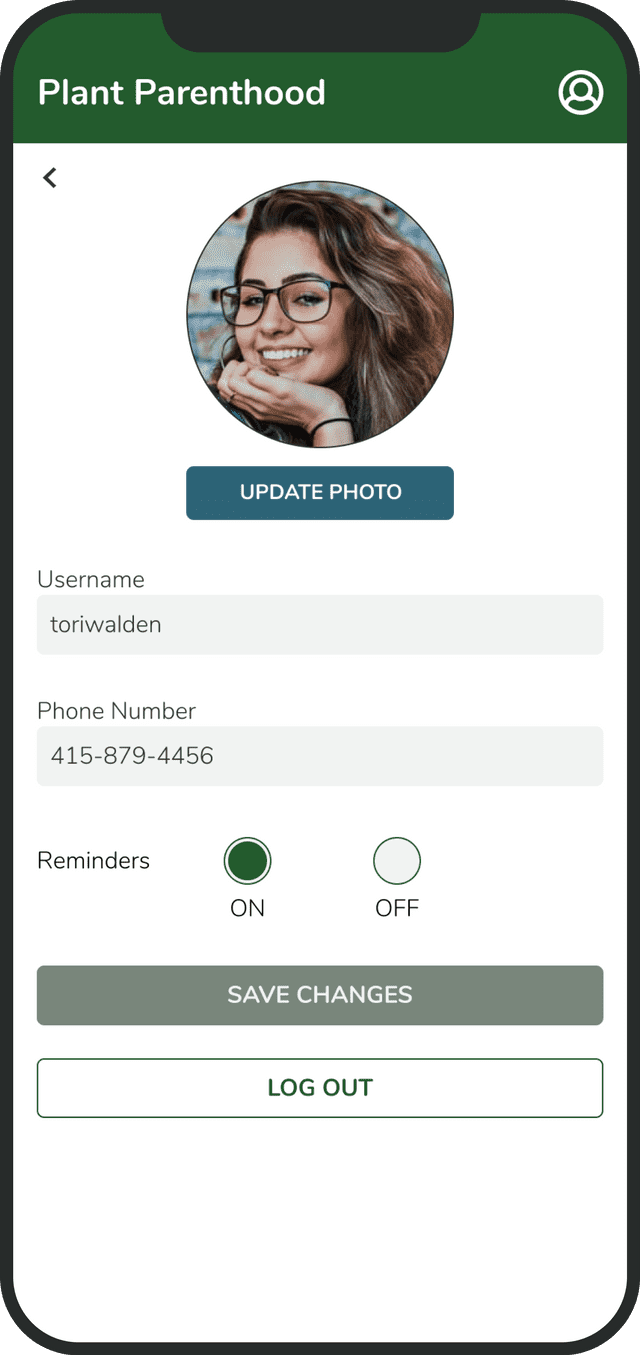 Plant Parenthood
UPDATE PHOTO
Username
toriwalden
Phone Number
415-879-4456
Reminders
ON
OFF
SAVE CHANGES
LOG OUT